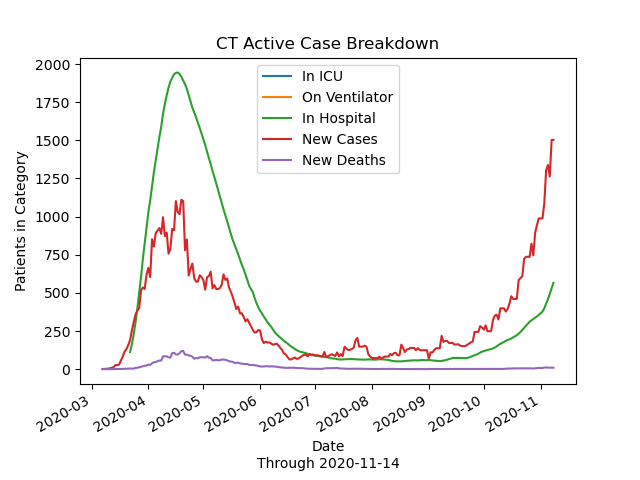 CT Active Case Breakdown
In ICU
On Ventilator
In Hospital
New Cases
New Deaths
Patients in Category
2000
1750
1500
1250
1000
750
500
250
0
2020-03
2020-04
2020-05
2020-06
2020-07
2020-08
2020-09
2020-10
2020-11
Date
Through 2020-11-14